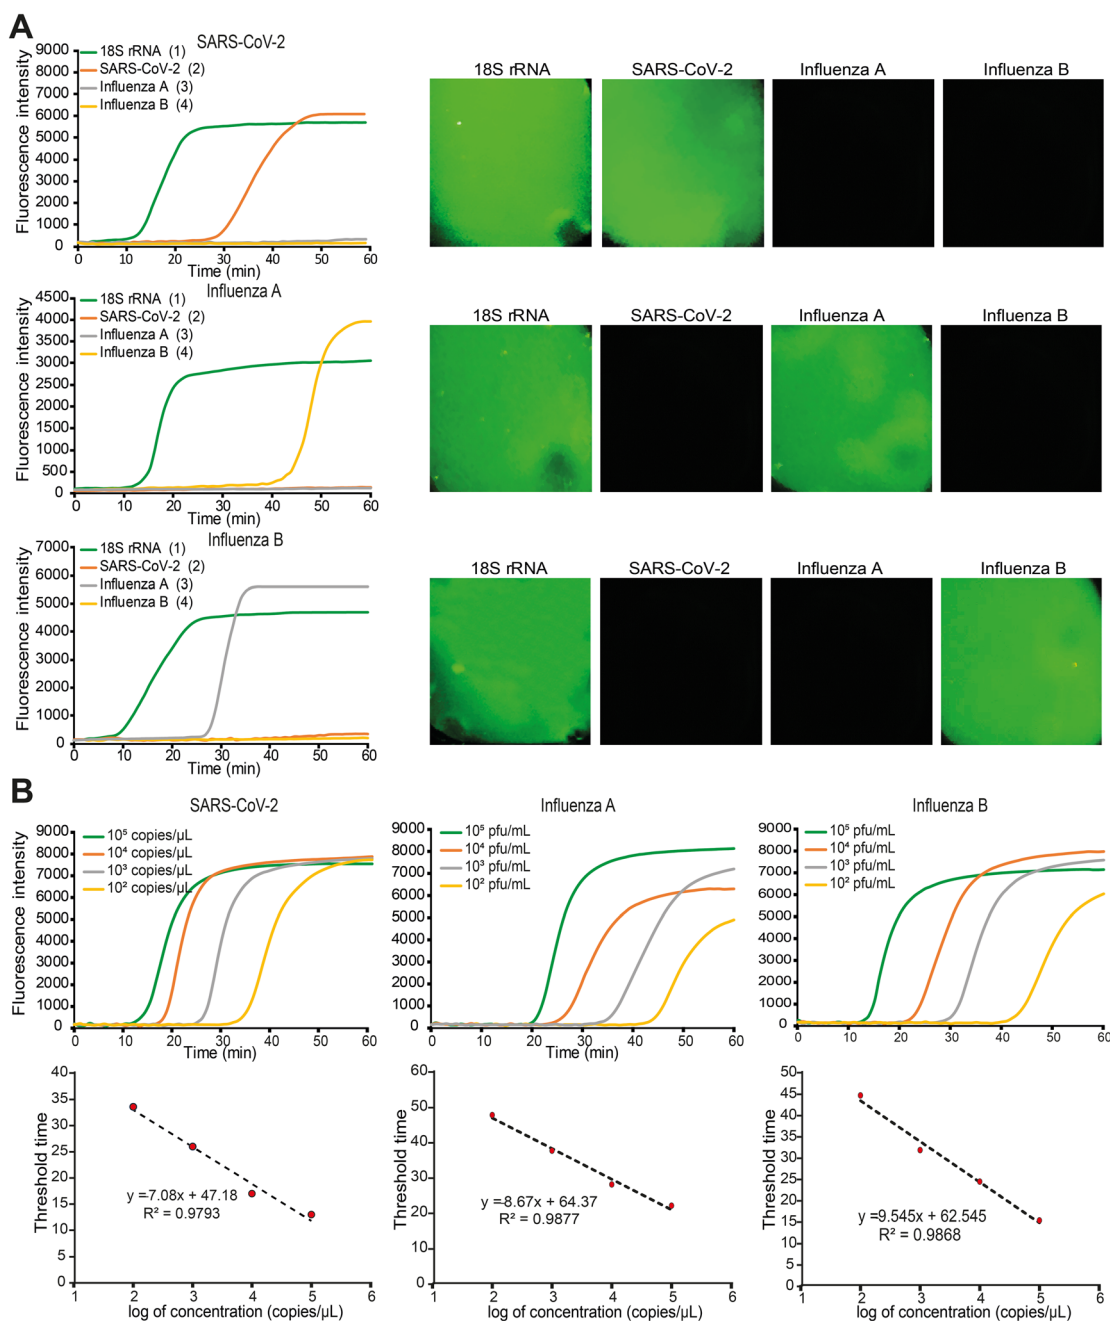 A
SARS-CoV-2
Fluorescence intensity
9000
8000
7000
6000
5000
4000
3000
2000
1000
0
18S rRNA (1)
SARS-CoV-2 (2)
Influenza A (3)
Influenza B (4)
0 10 20 30 40 50 60
Time (min)
18S rRNA SARS-CoV-2 Influenza A Influenza B
Influenza A
Fluorescence intensity
4500
4000
3500
3000
2500
2000
1500
1000
500
0
18S rRNA (1)
SARS-CoV-2 (2)
Influenza A (3)
Influenza B (4)
0 10 20 30 40 50 60
Time (min)
18S rRNA SARS-CoV-2 Influenza A Influenza B
Influenza B
Fluorescence intensity
7000
6000
5000
4000
3000
2000
1000
0
18S rRNA (1)
SARS-CoV-2 (2)
Influenza A (3)
Influenza B (4)
0 10 20 30 40 50 60
Time (min)
18S rRNA SARS-CoV-2 Influenza A Influenza B
B
SARS-CoV-2
Fluorescence intensity
9000
8000
7000
6000
5000
4000
3000
2000
1000
0
10⁵ copies/µL
10⁴ copies/µL
10³ copies/µL
10² copies/µL
0 10 20 30 40 50 60
Time (min)
Influenza A
9000
8000
7000
6000
5000
4000
3000
2000
1000
0
10⁵ pfu/mL
10⁴ pfu/mL
10³ pfu/mL
10² pfu/mL
0 10 20 30 40 50 60
Time (min)
Influenza B
9000
8000
7000
6000
5000
4000
3000
2000
1000
0
10⁵ pfu/mL
10⁴ pfu/mL
10³ pfu/mL
10² pfu/mL
0 10 20 30 40 50 60
Time (min)
Threshold time
40
35
30
25
20
15
10
5
0
y =-7.08x + 47.18
R² = 0.9793
1 2 3 4 5 6
log of concentration (copies/µL)
Threshold time
60
50
40
30
20
10
0
y =-8.67x + 64.37
R² = 0.9877
1 2 3 4 5 6
log of concentration (copies/µL)
Threshold time
50
45
40
35
30
25
20
15
10
5
0
y =-9.545x + 62.545
R² = 0.9868
1 2 3 4 5 6
log of concentration (copies/µL)